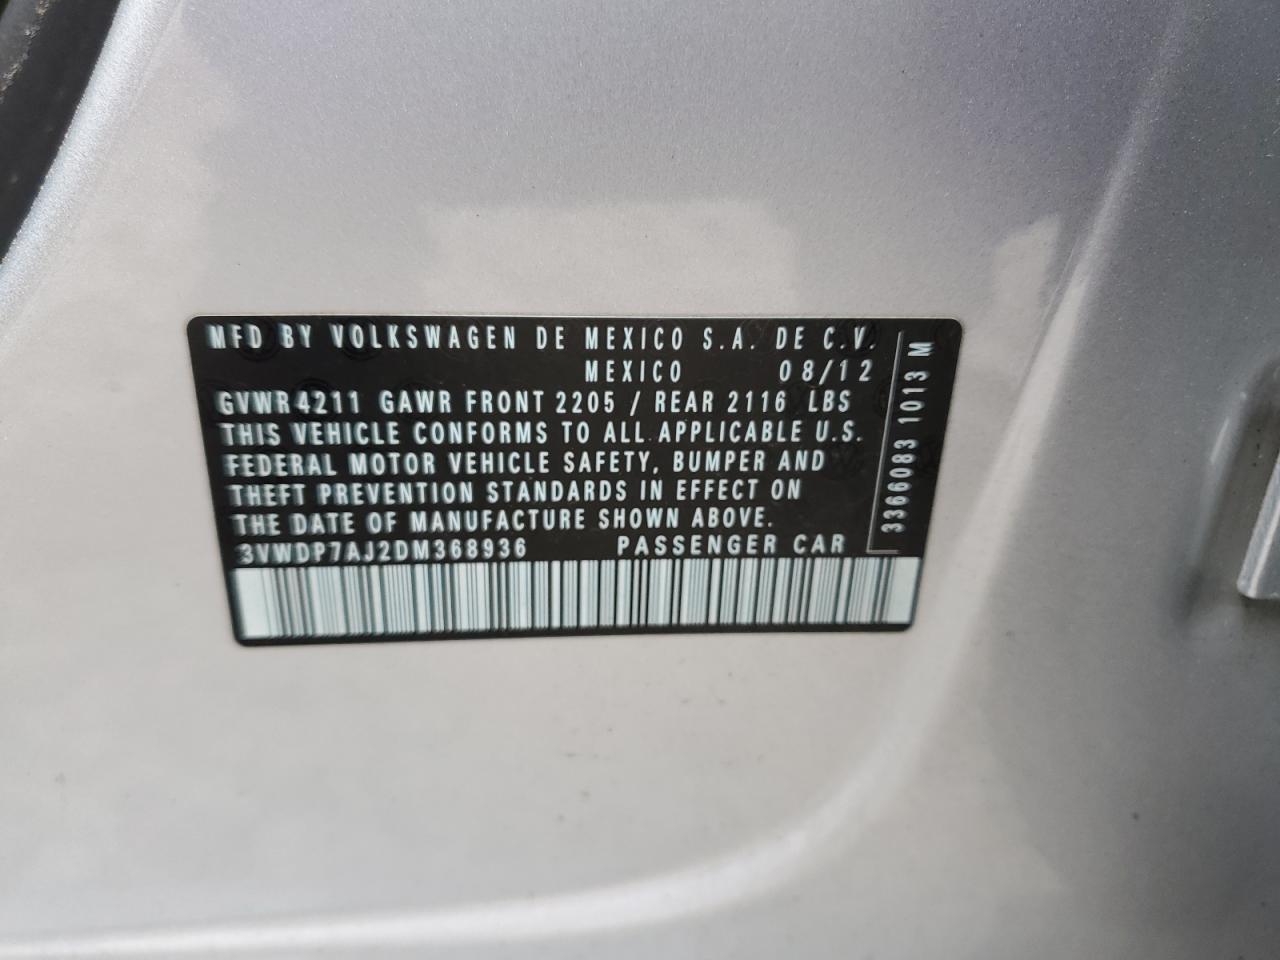 MFD BY VOLKSWAGEN DE MEXICO S.A. DE C.V.
MEXICO 08/12
GVWR 4211 GAWR FRONT 2205 / REAR 2116 LBS
THIS VEHICLE CONFORMS TO ALL APPLICABLE U.S.
FEDERAL MOTOR VEHICLE SAFETY, BUMPER AND
THEFT PREVENTION STANDARDS IN EFFECT ON
THE DATE OF MANUFACTURE SHOWN ABOVE.
3VWDP7AJ2DM368936 PASSENGER CAR
3366083 1013 M